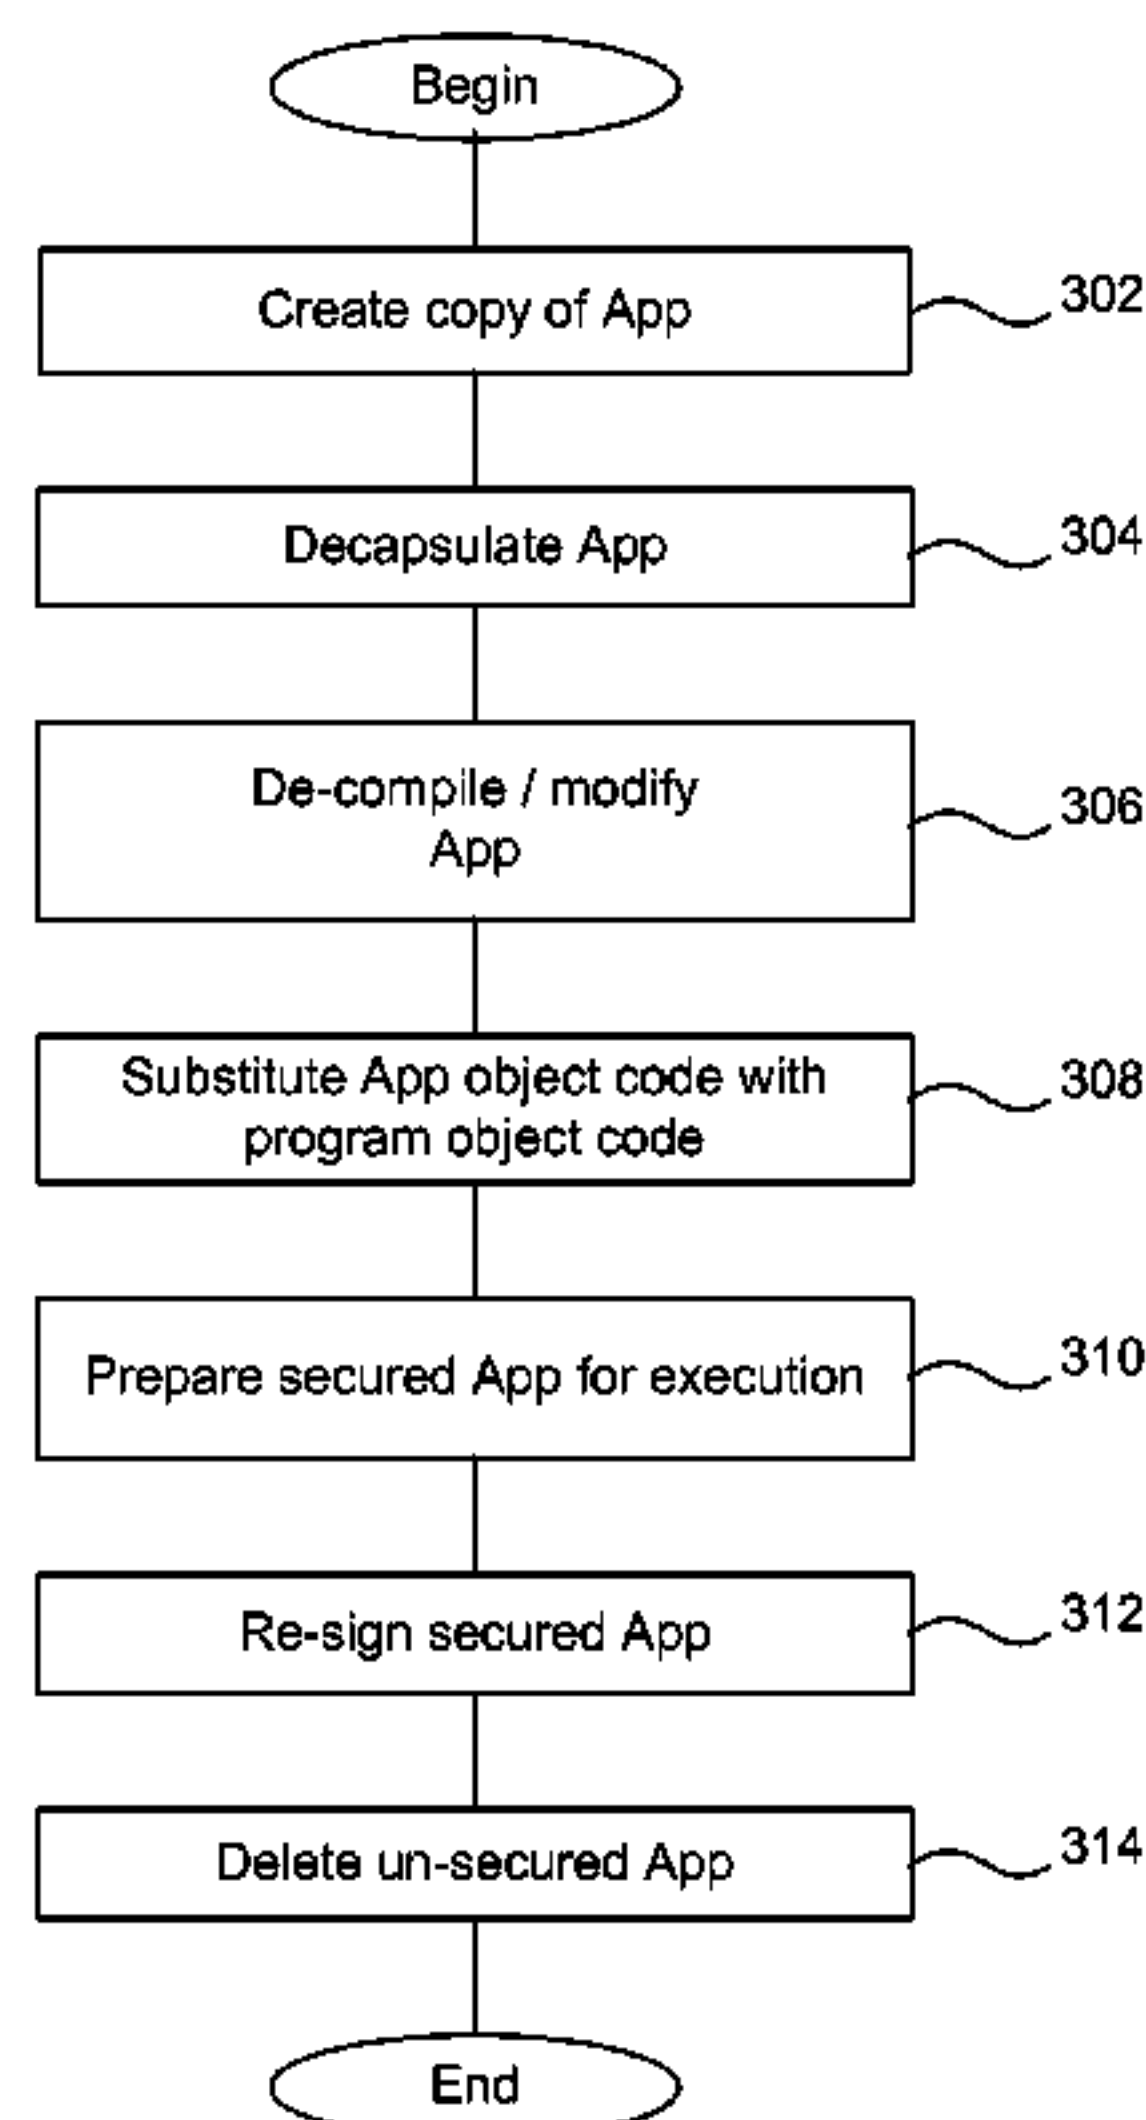 Begin
Create copy of App
302
Decapsulate App
304
De-compile / modify
App
306
Substitute App object code with
program object code
308
Prepare secured App for execution
310
Re-sign secured App
312
Delete un-secured App
314
End